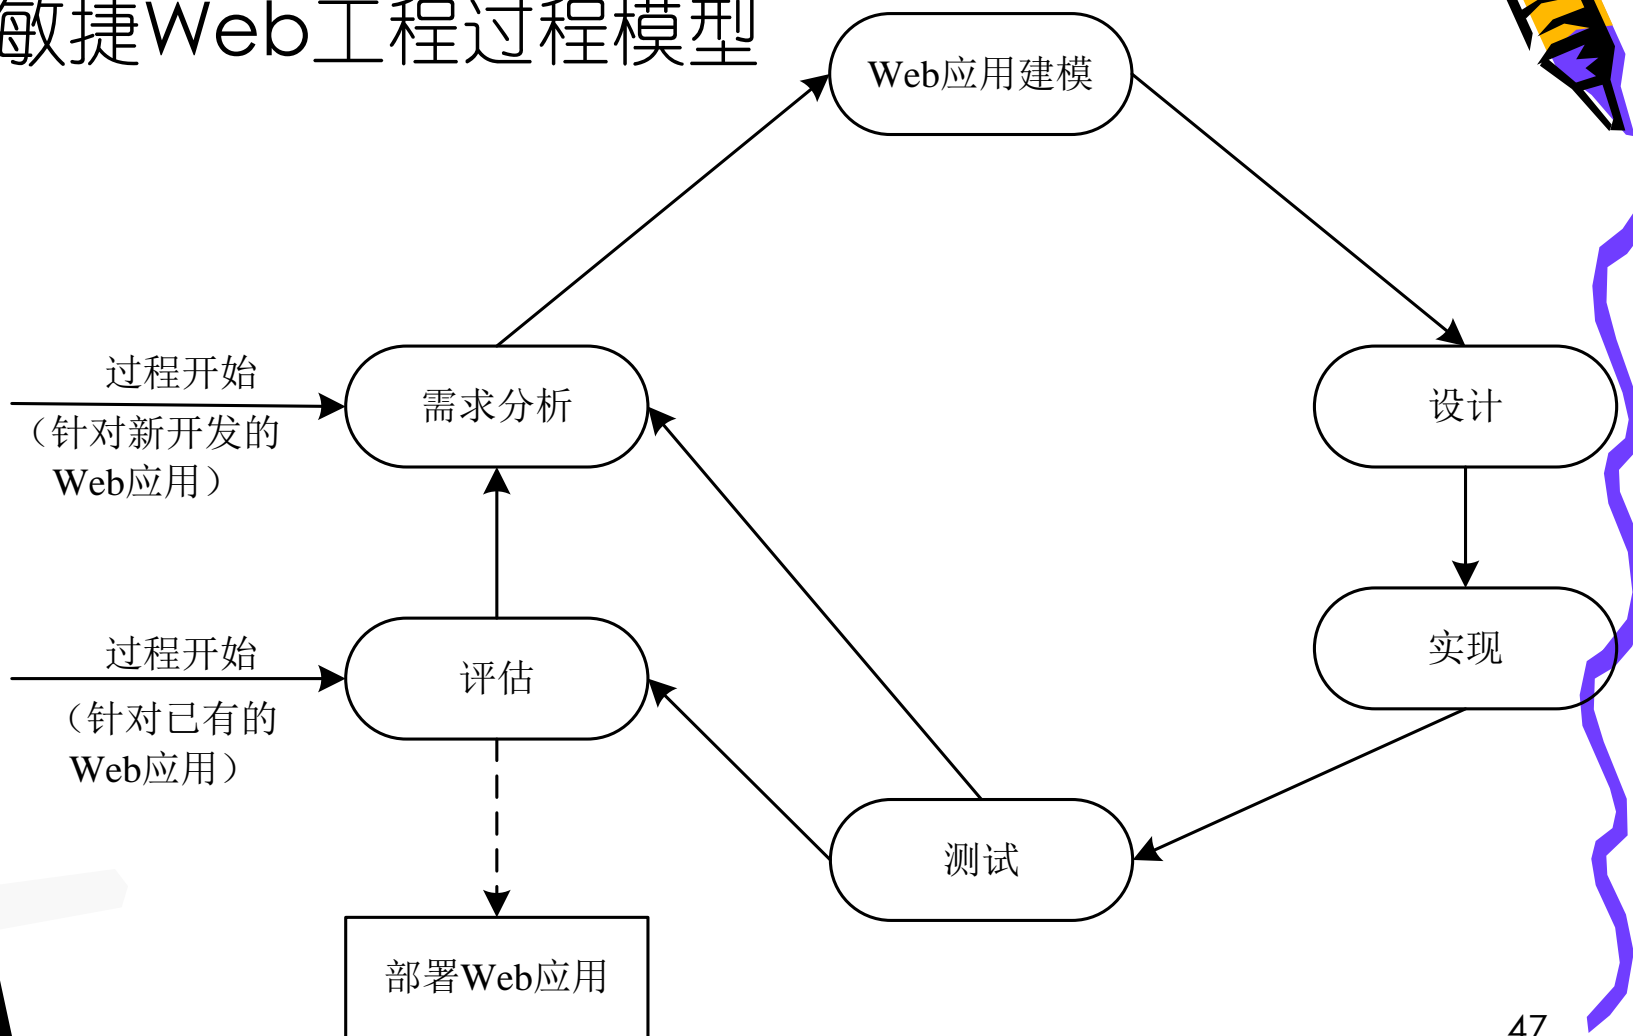 敏捷Web工程过程模型
Web应用建模
过程开始
（针对新开发的
Web应用）
需求分析
设计
过程开始
（针对已有的
Web应用）
评估
实现
测试
部署Web应用
47